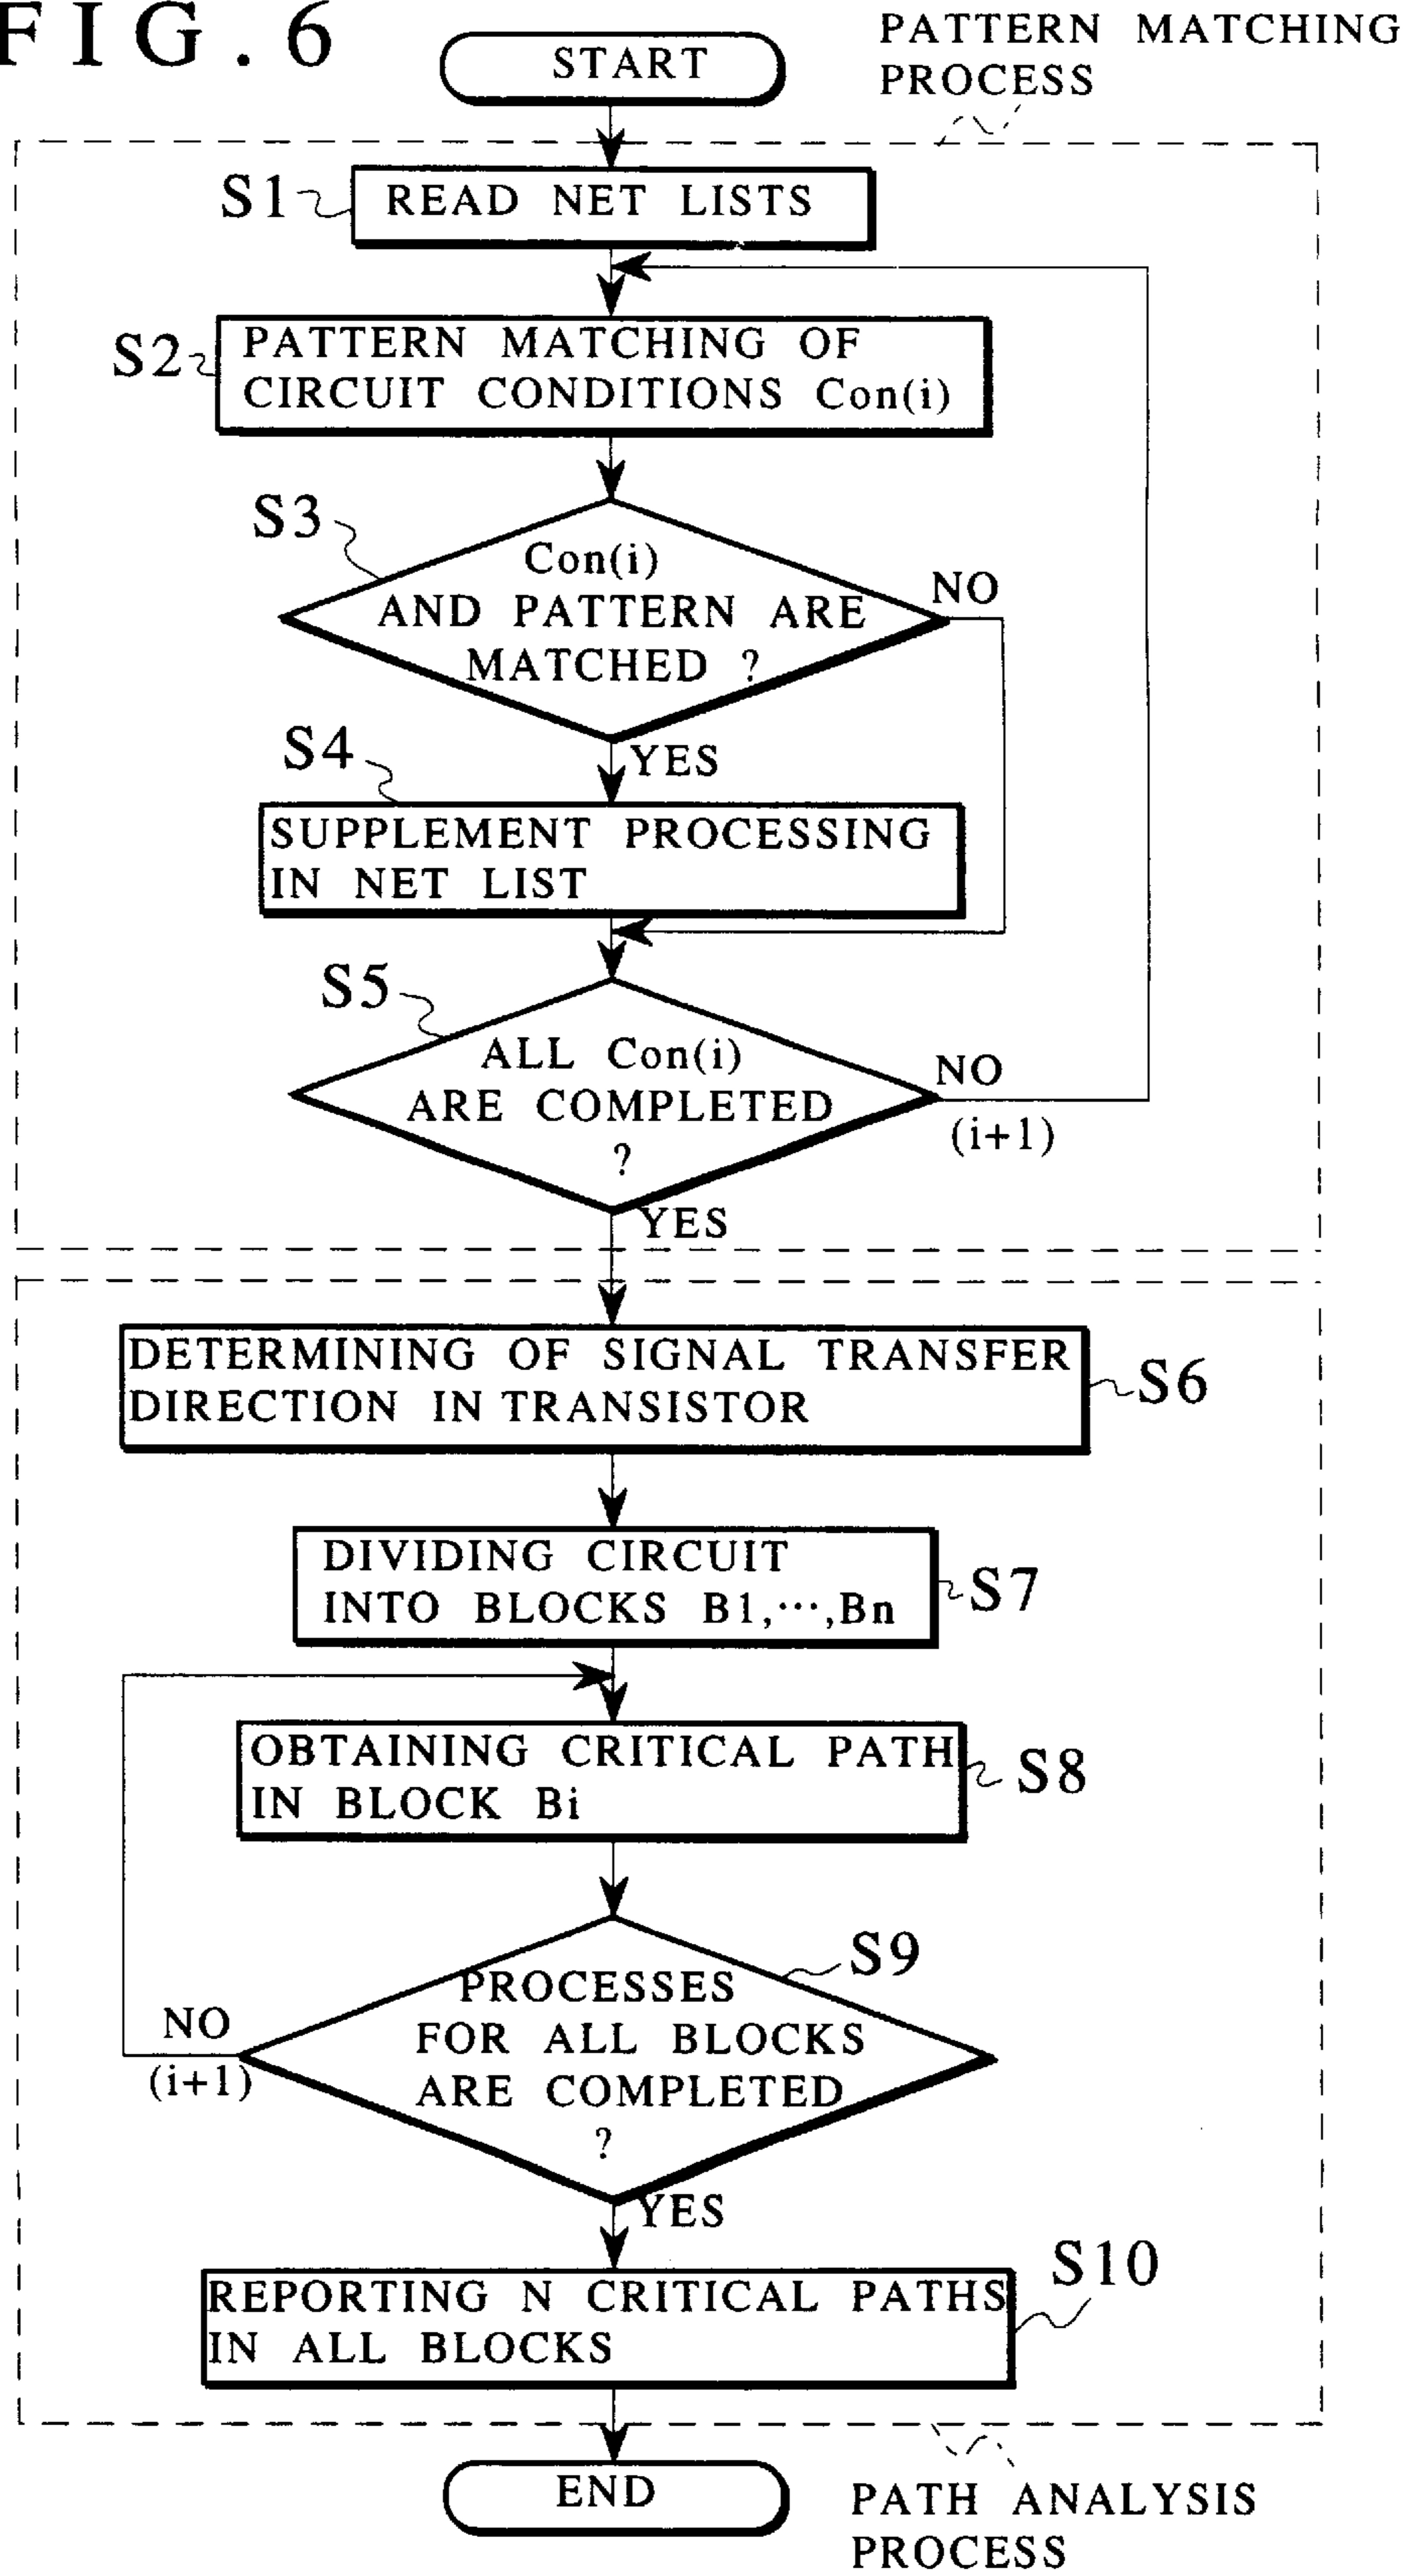 FIG.6
START
PATTERN MATCHING
PROCESS
S1
READ NET LISTS
S2
PATTERN MATCHING OF
CIRCUIT CONDITIONS Con(i)
S3
Con(i)
AND PATTERN ARE
MATCHED ?
NO
YES
S4
SUPPLEMENT PROCESSING
IN NET LIST
S5
ALL Con(i)
ARE COMPLETED
?
NO
(i+1)
YES
DETERMINING OF SIGNAL TRANSFER
DIRECTION IN TRANSISTOR
S6
DIVIDING CIRCUIT
INTO BLOCKS B1,⋯,Bn
S7
OBTAINING CRITICAL PATH
IN BLOCK Bi
S8
S9
PROCESSES
FOR ALL BLOCKS
ARE COMPLETED
?
NO
(i+1)
YES
S10
REPORTING N CRITICAL PATHS
IN ALL BLOCKS
END
PATH ANALYSIS
PROCESS